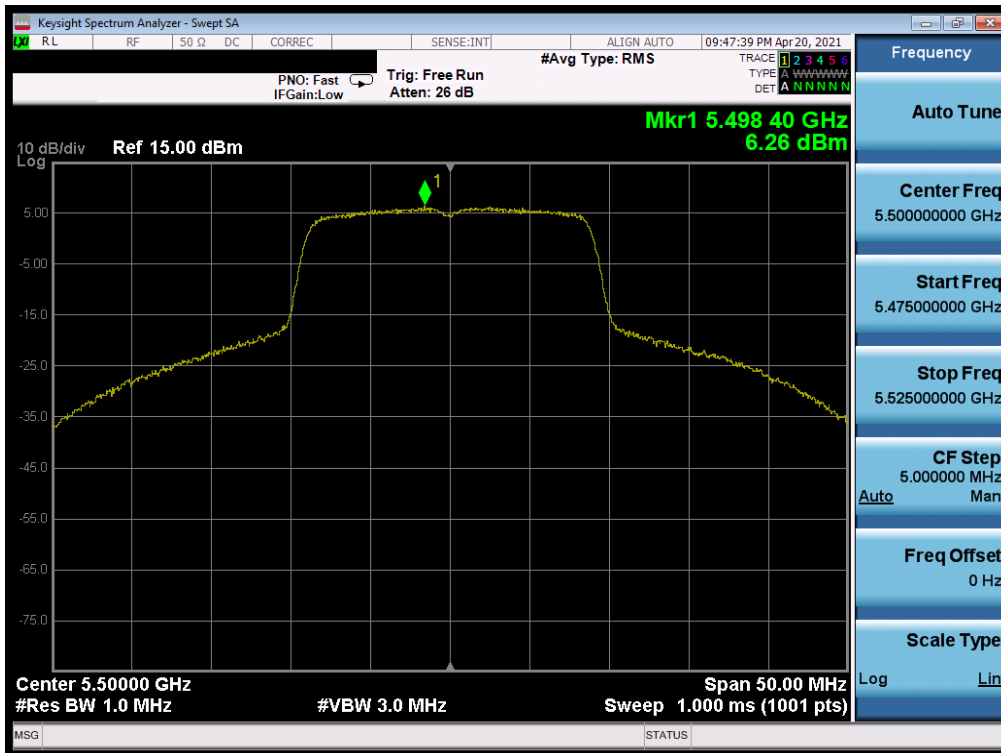 Keysight Spectrum Analyzer - Swept SA
LXI RL RF 50 Ω DC CORREC SENSE:INT ALIGN AUTO 09:47:39 PM Apr 20, 2021
#Avg Type: RMS
TRACE 1 2 3 4 5 6
TYPE A WWWWW
DET A N N N N N
PNO: Fast
IFGain:Low
Trig: Free Run
Atten: 26 dB
Mkr1 5.498 40 GHz
6.26 dBm
10 dB/div Ref 15.00 dBm
Log
1
5.00
-5.00
-15.0
-25.0
-35.0
-45.0
-55.0
-65.0
-75.0
Center 5.50000 GHz Span 50.00 MHz
#Res BW 1.0 MHz #VBW 3.0 MHz Sweep 1.000 ms (1001 pts)
MSG STATUS
Frequency
Auto Tune
Center Freq
5.500000000 GHz
Start Freq
5.475000000 GHz
Stop Freq
5.525000000 GHz
CF Step
5.000000 MHz
Auto Man
Freq Offset
0 Hz
Scale Type
Log Lin